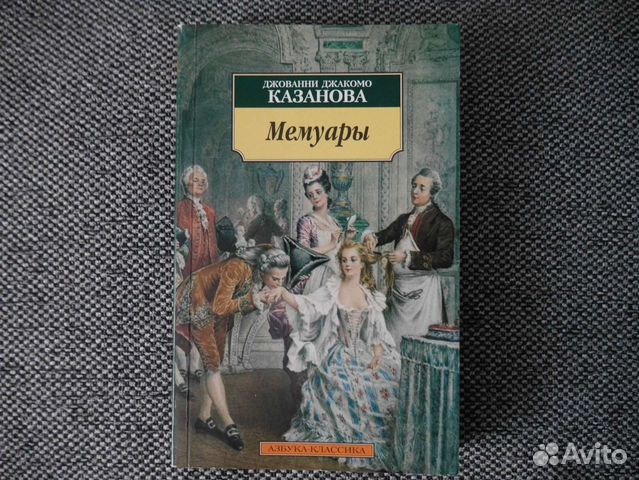 ДЖОВАННИ ДЖАКОМО
КАЗАНОВА
Мемуары
АЗБУКА-КЛАССИКА
Avito